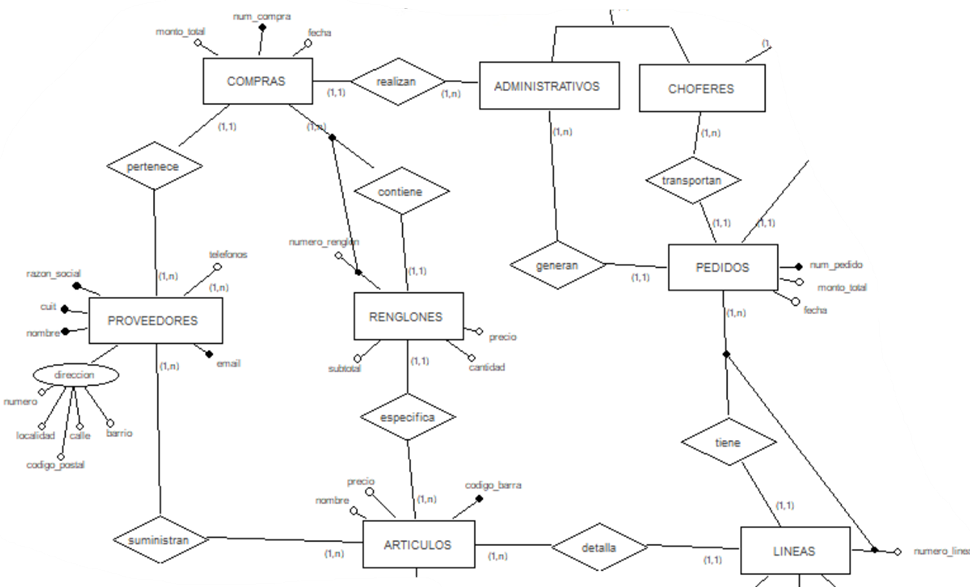 num_compra
monto_total
fecha
(1,
COMPRAS
realizan
ADMINISTRATIVOS
CHOFERES
(1,1)
(1,n)
(1,1)
(1,n)
(1,n)
(1,n)
pertenece
contiene
transportan
(1,1)
(1,1)
numero_renglon
telefonos
generan
PEDIDOS
num_pedido
razon_social
(1,n)
(1,n)
(1,1)
(1,1)
monto_total
cuit
PROVEEDORES
RENGLONES
(1,n)
fecha
nombre
precio
(1,n)
email
subtotal
(1,1)
cantidad
direccion
numero
localidad
calle
barrio
especifica
tiene
codigo_postal
precio
codigo_barra
nombre
(1,n)
(1,1)
suministran
(1,n)
ARTICULOS
(1,n)
detalla
(1,1)
LINEAS